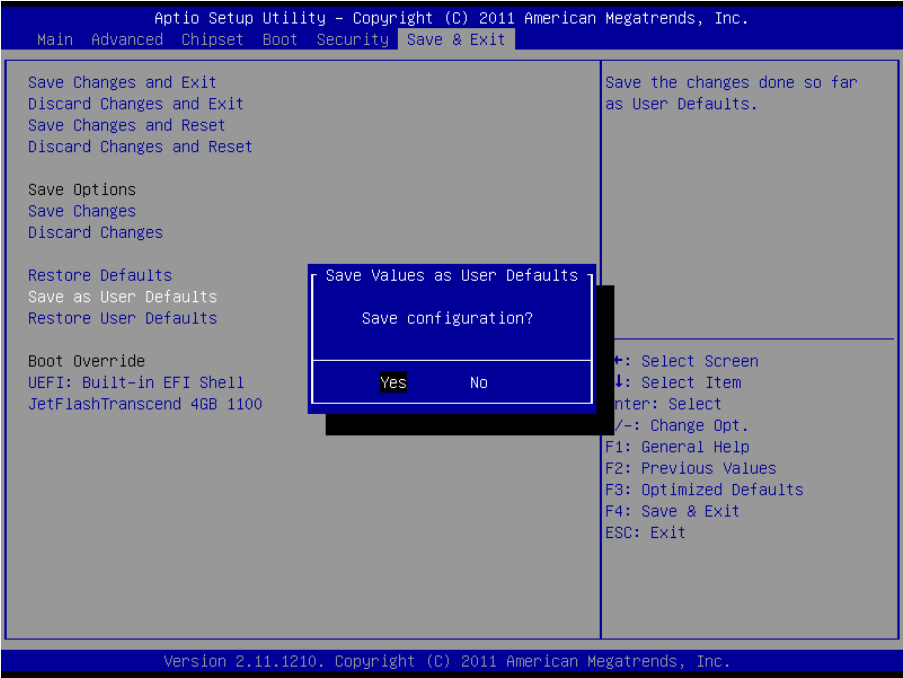 Aptio Setup Utility – Copyright (C) 2011 American Megatrends, Inc.
Main Advanced Chipset Boot Security Save & Exit
Save Changes and Exit
Discard Changes and Exit
Save Changes and Reset
Discard Changes and Reset
Save Options
Save Changes
Discard Changes
Restore Defaults
Save as User Defaults
Restore User Defaults
Boot Override
UEFI: Built-in EFI Shell
JetFlashTranscend 4GB 1100
Save Values as User Defaults
Save configuration?
Yes No
Save the changes done so far
as User Defaults.
←: Select Screen
↓: Select Item
nter: Select
/-: Change Opt.
F1: General Help
F2: Previous Values
F3: Optimized Defaults
F4: Save & Exit
ESC: Exit
Version 2.11.1210. Copyright (C) 2011 American Megatrends, Inc.